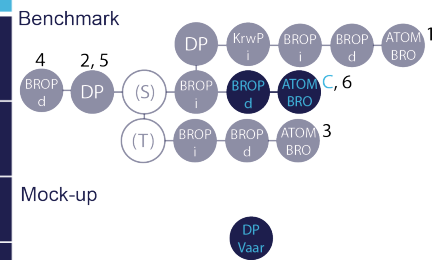 Benchmark
DP
KrwP
i
BROP
i
BROP
d
ATOM
BRO
1
4
BROP
d
2, 5
DP
(S)
BROP
i
BROP
d
ATOM
BRO
C, 6
(T)
BROP
i
BROP
d
ATOM
BRO
3
Mock-up
DP
Vaar